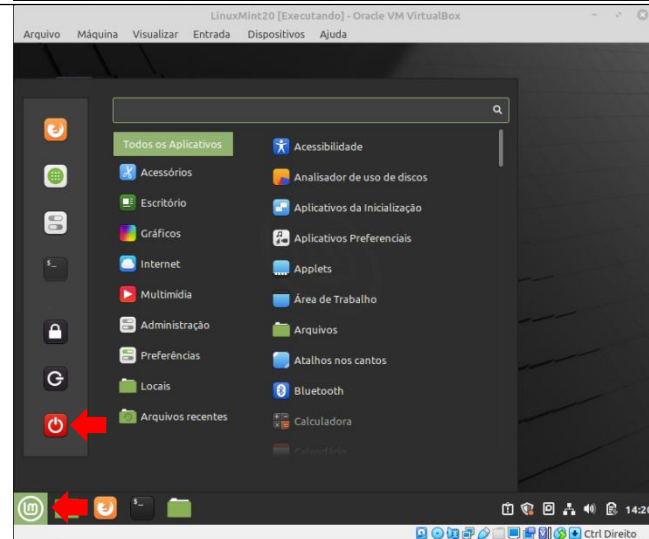 LinuxMint20 [Executando] - Oracle VM VirtualBox
Arquivo Máquina Visualizar Entrada Dispositivos Ajuda
Todos os Aplicativos
Acessórios
Escritório
Gráficos
Internet
Multimídia
Administração
Preferências
Locais
Arquivos recentes
Acessibilidade
Analisador de uso de discos
Aplicativos da Inicialização
Aplicativos Preferenciais
Applets
Área de Trabalho
Arquivos
Atalhos nos cantos
Bluetooth
Calculadora
Calendário
14:20
Ctrl Direito